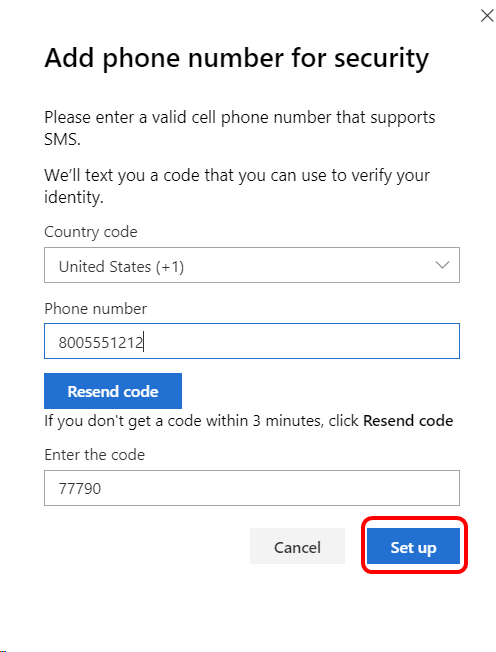 Add phone number for security
Please enter a valid cell phone number that supports
SMS.
We'll text you a code that you can use to verify your
identity.
Country code
United States (+1)
Phone number
8005551212
Resend code
If you don't get a code within 3 minutes, click Resend code
Enter the code
77790
Cancel
Set up